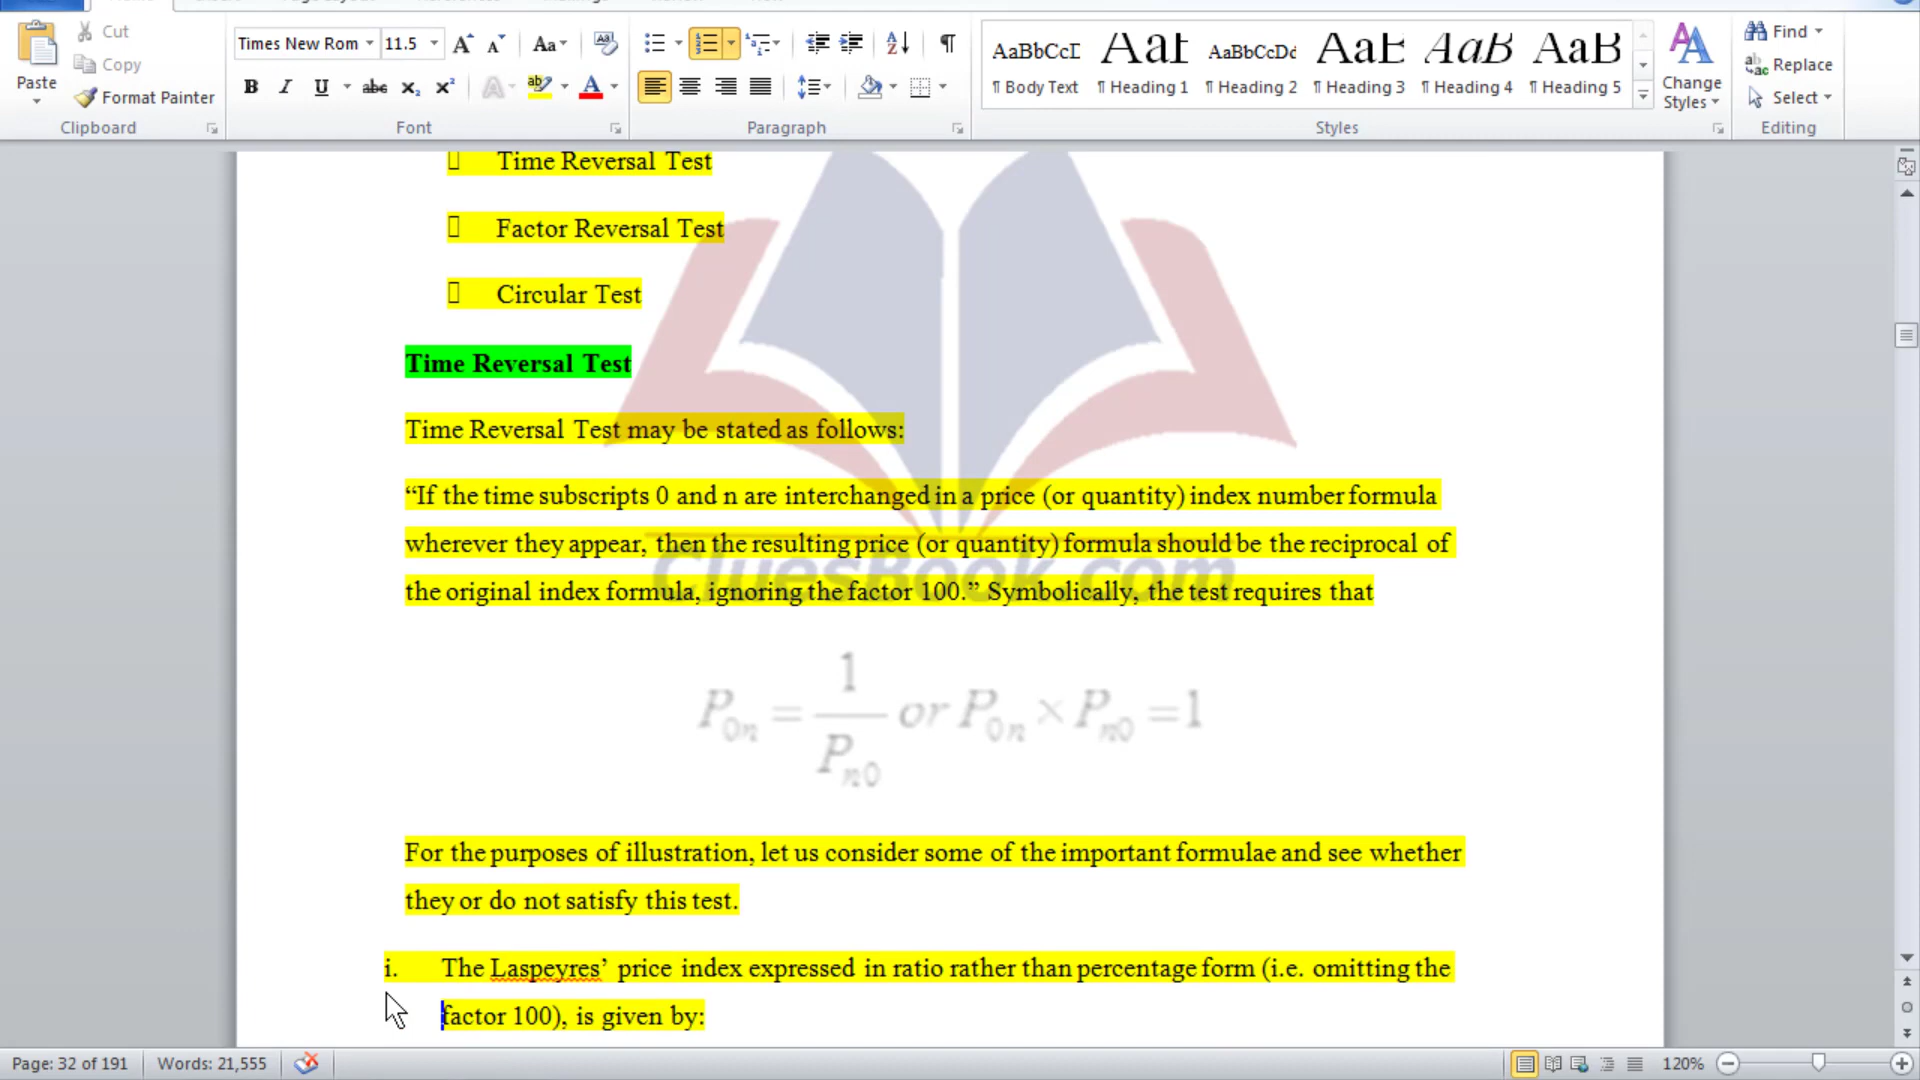 Cut
Copy
Paste
Format Painter
Clipboard
Times New Rom
11.5
Aa
B I U abc x₂ x²
A ab A
Font
Paragraph
AaBbCcD
¶ Body Text
¶ Heading 1
AaBbCcDd
¶ Heading 2
¶ Heading 3
AaB
¶ Heading 4
AaB
¶ Heading 5
Change
Styles
Styles
Find
Replace
Select
Editing
Time Reversal Test
Factor Reversal Test
Circular Test
Time Reversal Test
Time Reversal Test may be stated as follows:
“If the time subscripts 0 and n are interchanged in a price (or quantity) index number formula
wherever they appear, then the resulting price (or quantity) formula should be the reciprocal of
the original index formula, ignoring the factor 100.” Symbolically, the test requires that
CluesBook.com
P0n = 1/Pn0 or P0n × Pn0 = 1
For the purposes of illustration, let us consider some of the important formulae and see whether
they or do not satisfy this test.
i. The Laspeyres’ price index expressed in ratio rather than percentage form (i.e. omitting the
factor 100), is given by:
Page: 32 of 191
Words: 21,555
120%